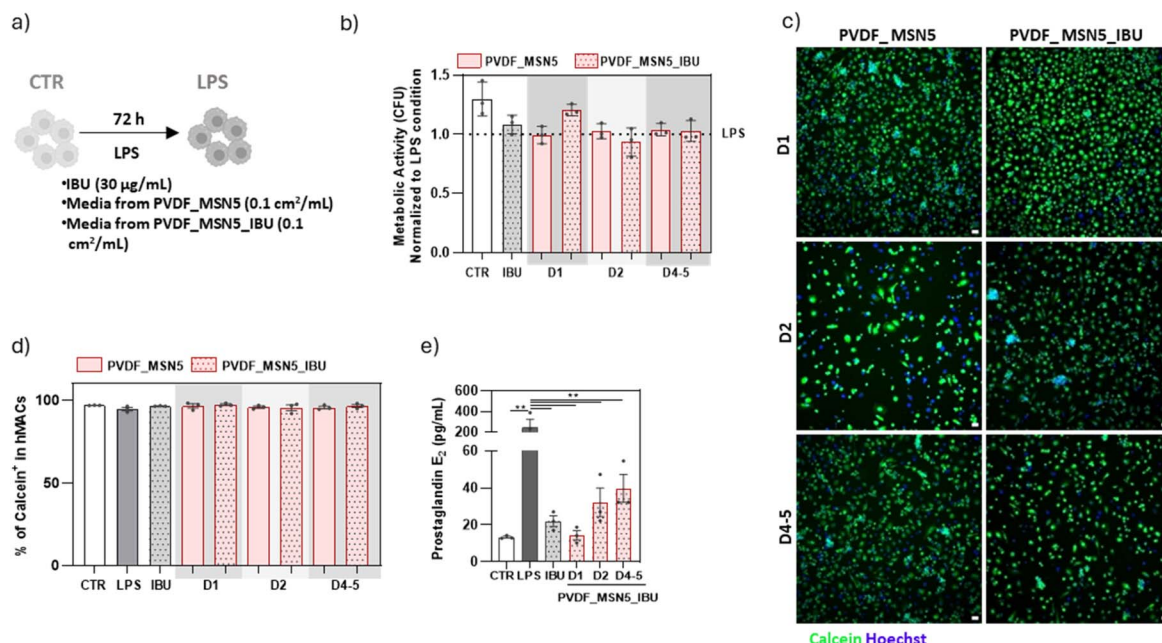 a)
CTR
LPS
72 h
LPS
•IBU (30 µg/mL)
•Media from PVDF_MSN5 (0.1 cm²/mL)
•Media from PVDF_MSN5_IBU (0.1
cm²/mL)
b)
PVDF_MSN5
PVDF_MSN5_IBU
Metabolic Activity (CFU)
Normalized to LPS condition
1.5
1.0
0.5
0.0
LPS
CTR
IBU
D1
D2
D4-5
c)
PVDF_MSN5
PVDF_MSN5_IBU
D1
D2
D4-5
Calcein Hoechst
d)
PVDF_MSN5
PVDF_MSN5_IBU
% of Calcein⁺ in hMACs
100
50
0
CTR
LPS
IBU
D1
D2
D4-5
e)
Prostaglandin E₂ (pg/mL)
600
400
200
60
40
20
0
**
**
CTR
LPS
IBU
D1
D2
D4-5
PVDF_MSN5_IBU